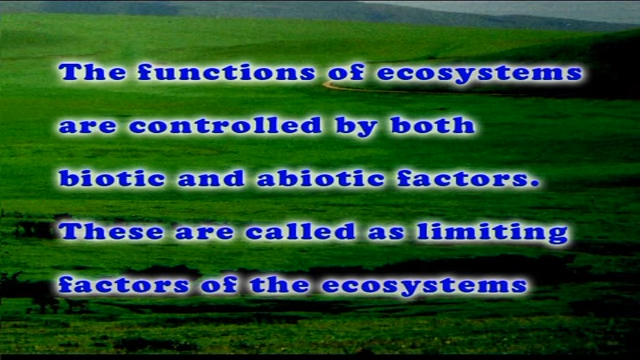 The functions of ecosystems
are controlled by both
biotic and abiotic factors.
These are called as limiting
factors of the ecosystems